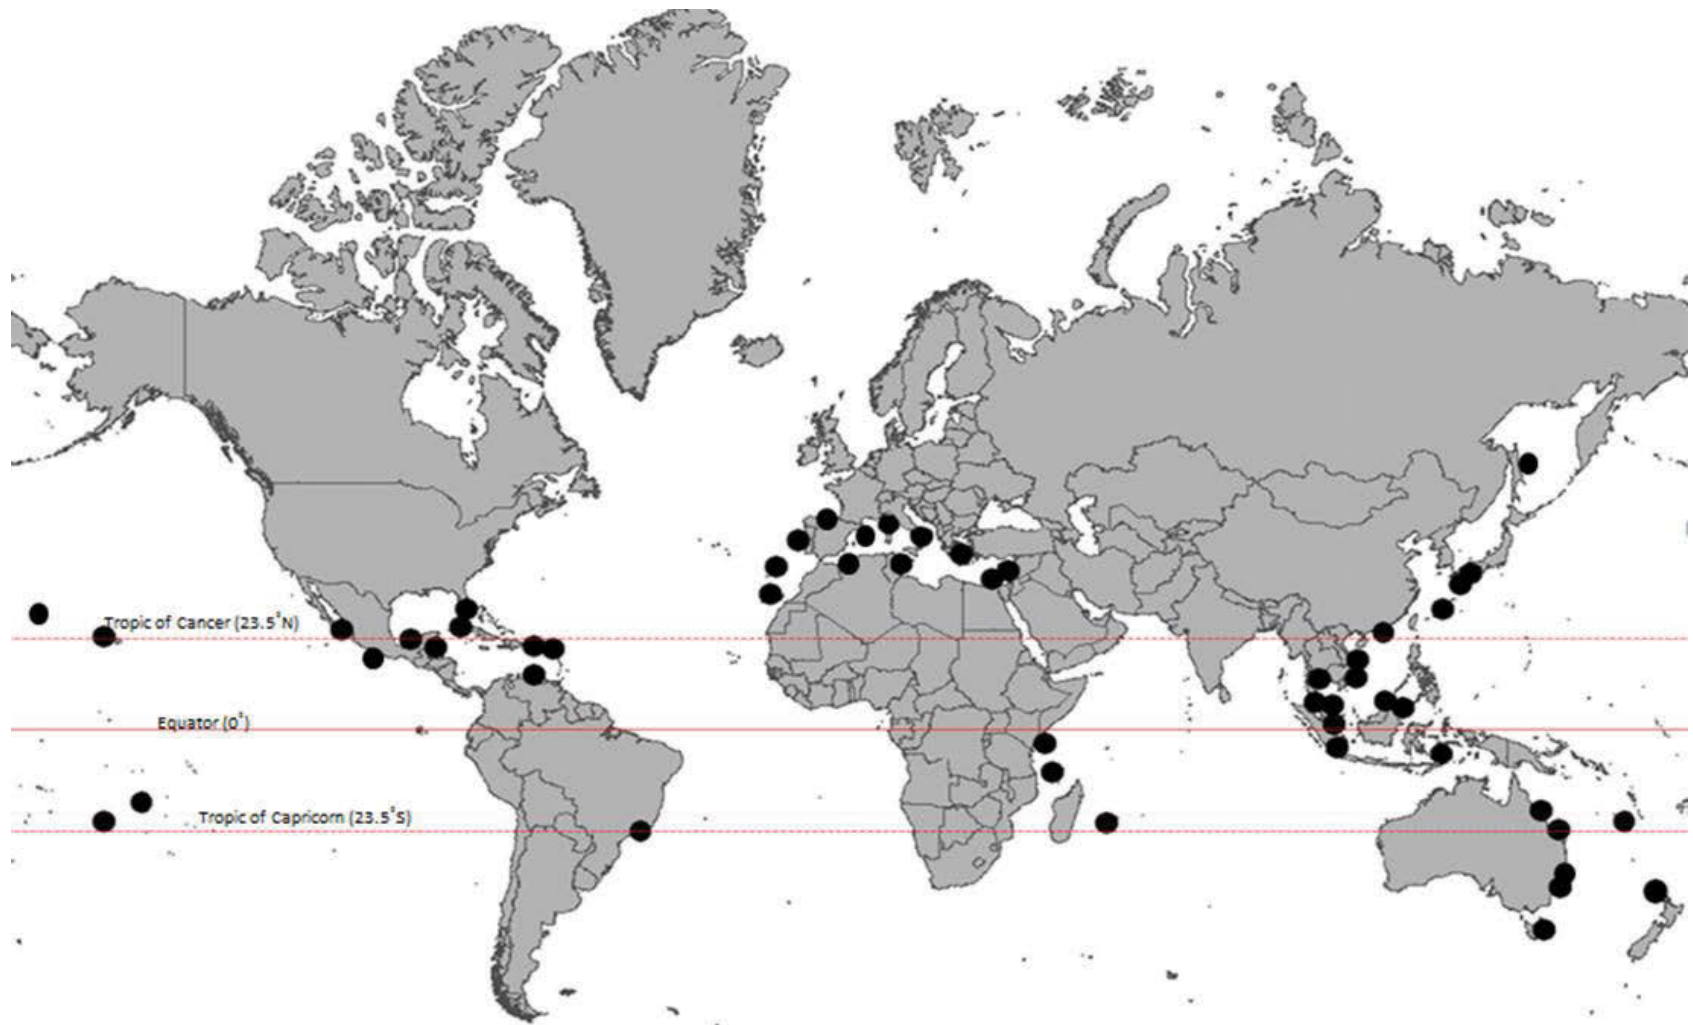 Tropic of Cancer (23.5°N)
Equator (0°)
Tropic of Capricorn (23.5°S)